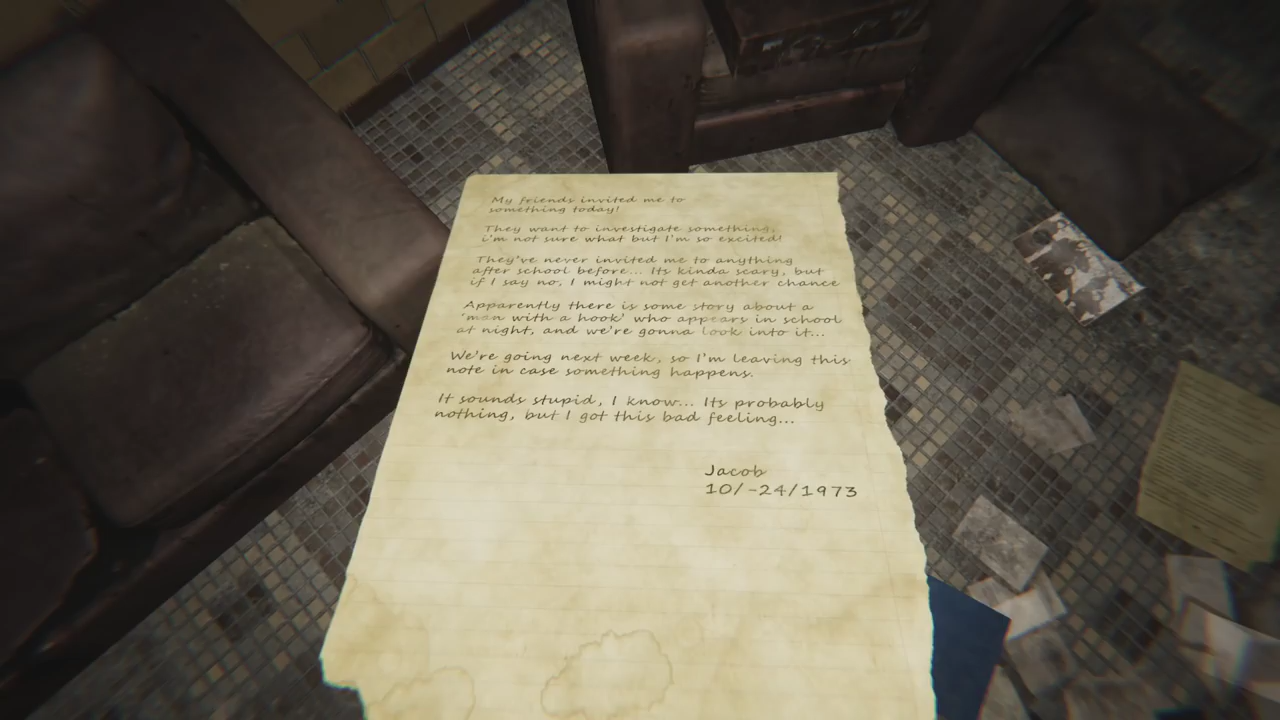 My friends invited me to
something today!
They want to investigate something,
i'm not sure what but I'm so excited!
They've never invited me to anything
after school before... Its kinda scary, but
if I say no, I might not get another chance
Apparently there is some story about a
'man with a hook' who appears in school
at night, and we're gonna look into it...
We're going next week, so I'm leaving this
note in case something happens.
It sounds stupid, I know... Its probably
nothing, but I got this bad feeling...
Jacob
10/-24/1973